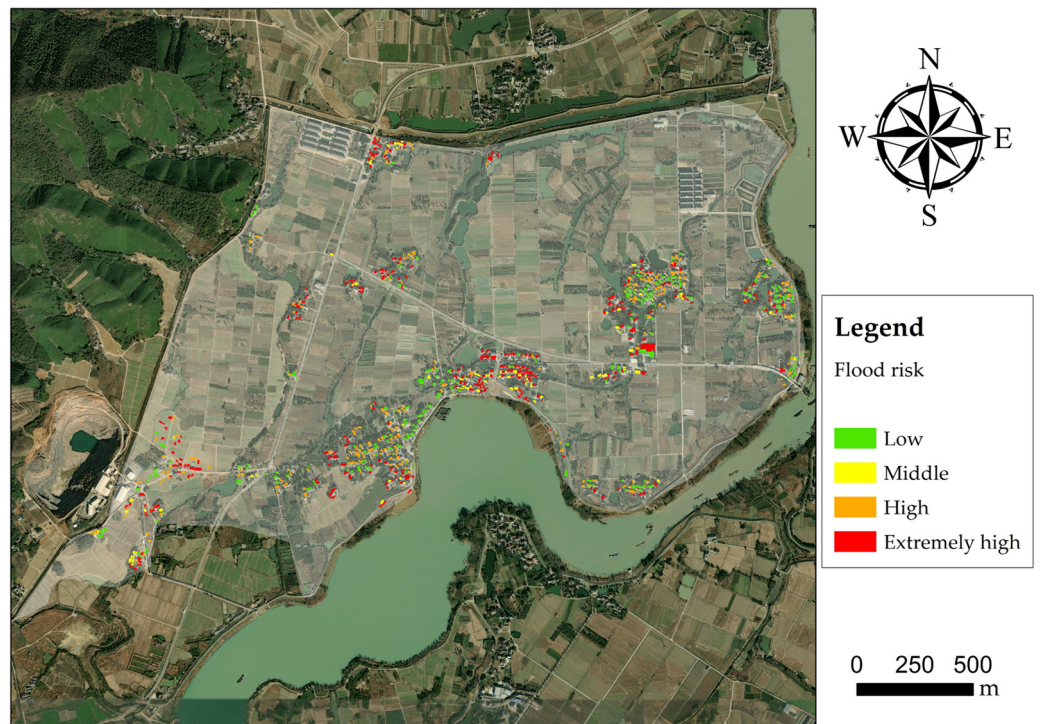 N
W E
S
Legend
Flood risk
Low
Middle
High
Extremely high
0 250 500
m